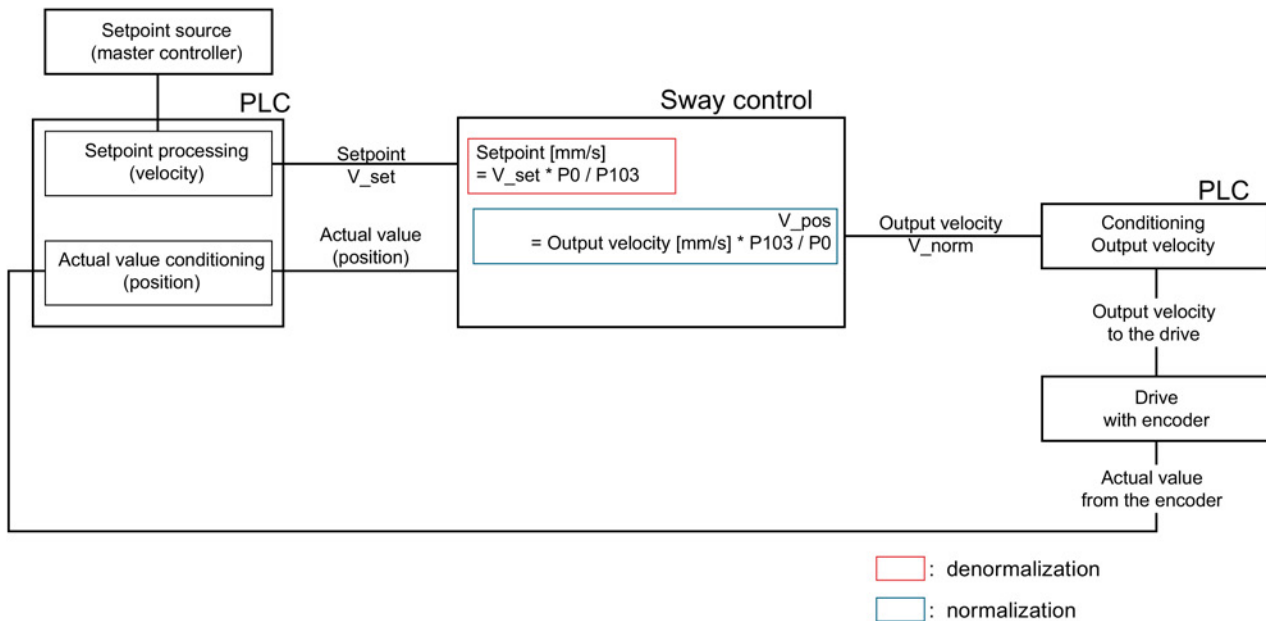 Setpoint source
(master controller)
PLC
Setpoint processing
(velocity)
Setpoint
V_set
Actual value conditioning
(position)
Actual value
(position)
Sway control
Setpoint [mm/s]
= V_set * P0 / P103
V_pos
= Output velocity [mm/s] * P103 / P0
Output velocity
V_norm
PLC
Conditioning
Output velocity
Output velocity
to the drive
Drive
with encoder
Actual value
from the encoder
: denormalization
: normalization